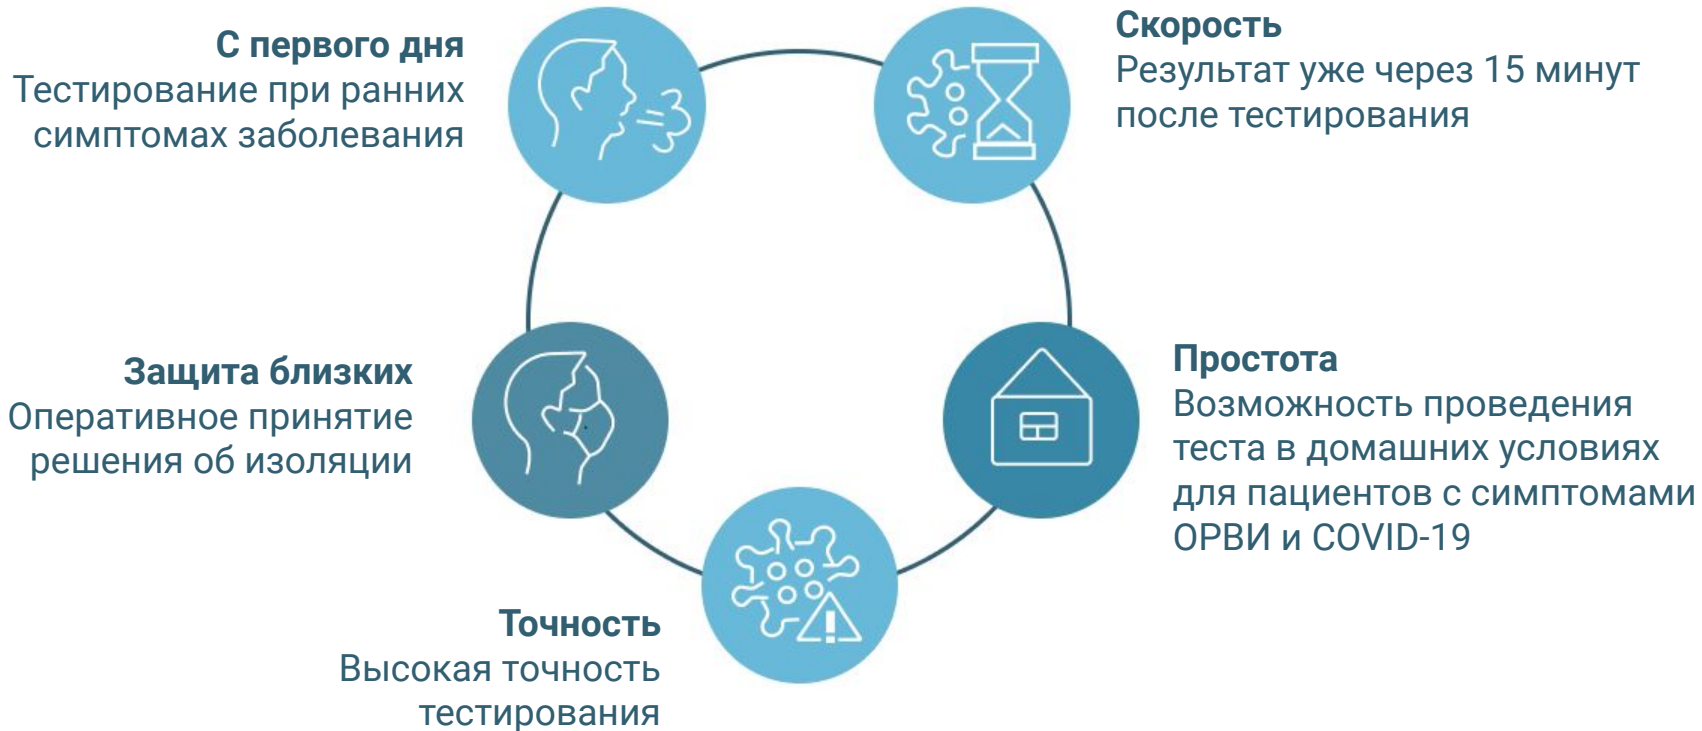 С первого дня
Тестирование при ранних
симптомах заболевания
Скорость
Результат уже через 15 минут
после тестирования
Защита близких
Оперативное принятие
решения об изоляции
Простота
Возможность проведения
теста в домашних условиях
для пациентов с симптомами
ОРВИ и COVID-19
Точность
Высокая точность
тестирования